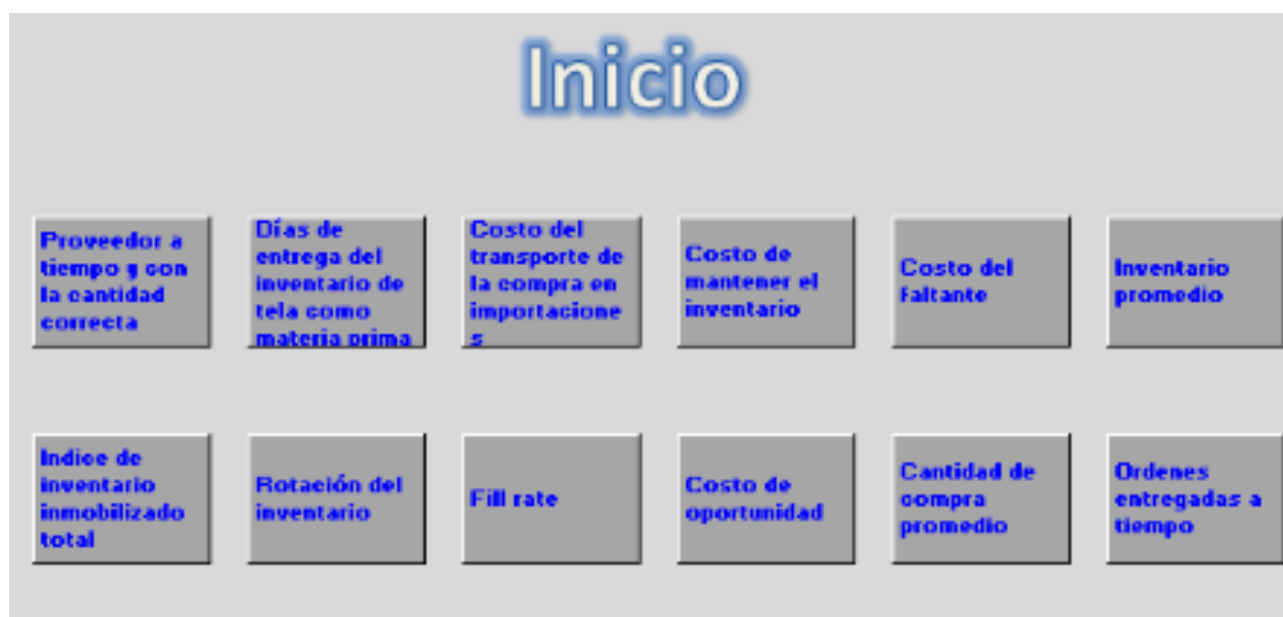 Inicio
Proveedor a
tiempo y con
la cantidad
correcta
Días de
entrega del
inventario de
tela como
materia prima
Costo del
transporte de
la compra en
importacione
s
Costo de
mantener el
inventario
Costo del
faltante
Inventario
promedio
Indice de
inventario
inmobilizado
total
Rotación del
inventario
Fill rate
Costo de
oportunidad
Cantidad de
compra
promedio
Ordenes
entregadas a
tiempo